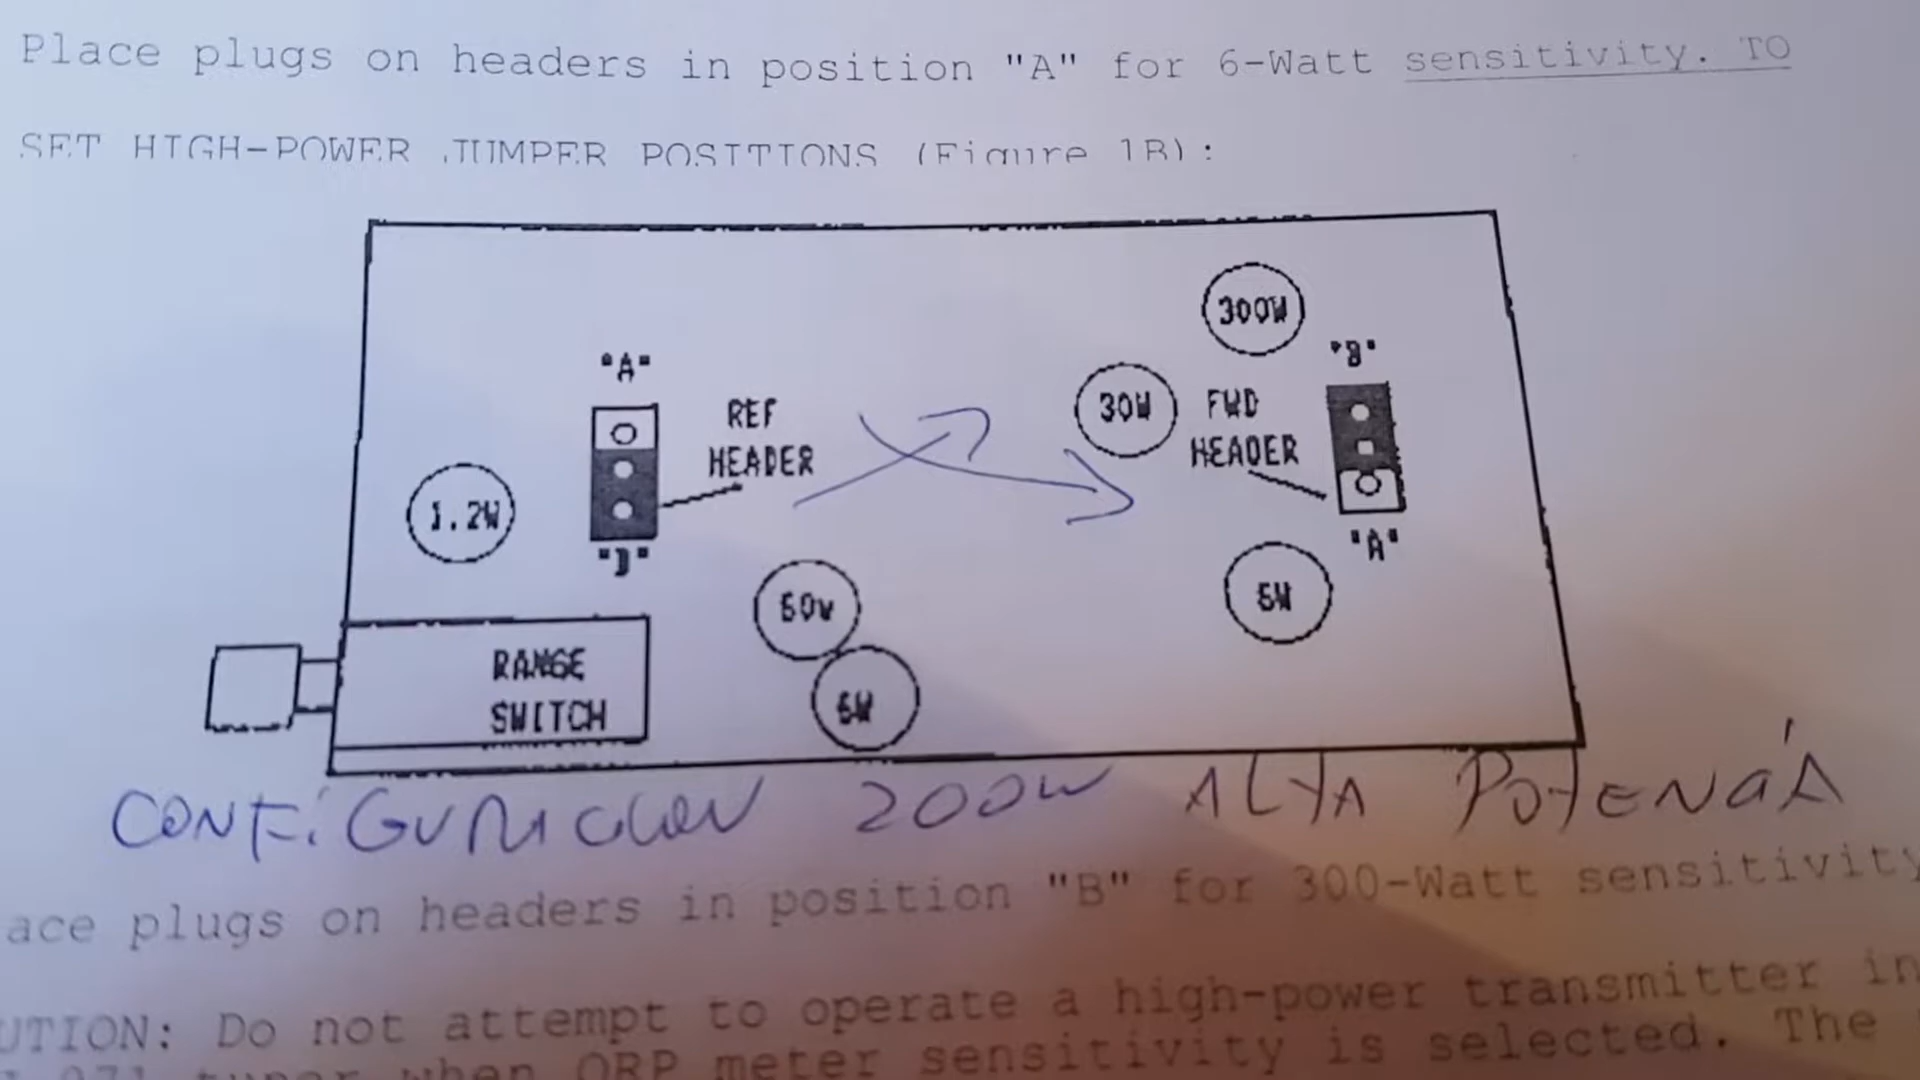 Place plugs on headers in position "A" for 6-Watt sensitivity. TO
SET HIGH-POWER JUMPER POSITIONS (Figure 1B):
300W
"B"
"A"
30W
FWD
HEADER
REF
HEADER
1.2W
"A"
60W
6W
RANGE
SWITCH
200W ALTA POTENCIA
ace plugs on headers in position "B" for 300-Watt sensitivity
UTION: Do not attempt to operate a high-power transmitter in
tuner when QRP meter sensitivity is selected. The